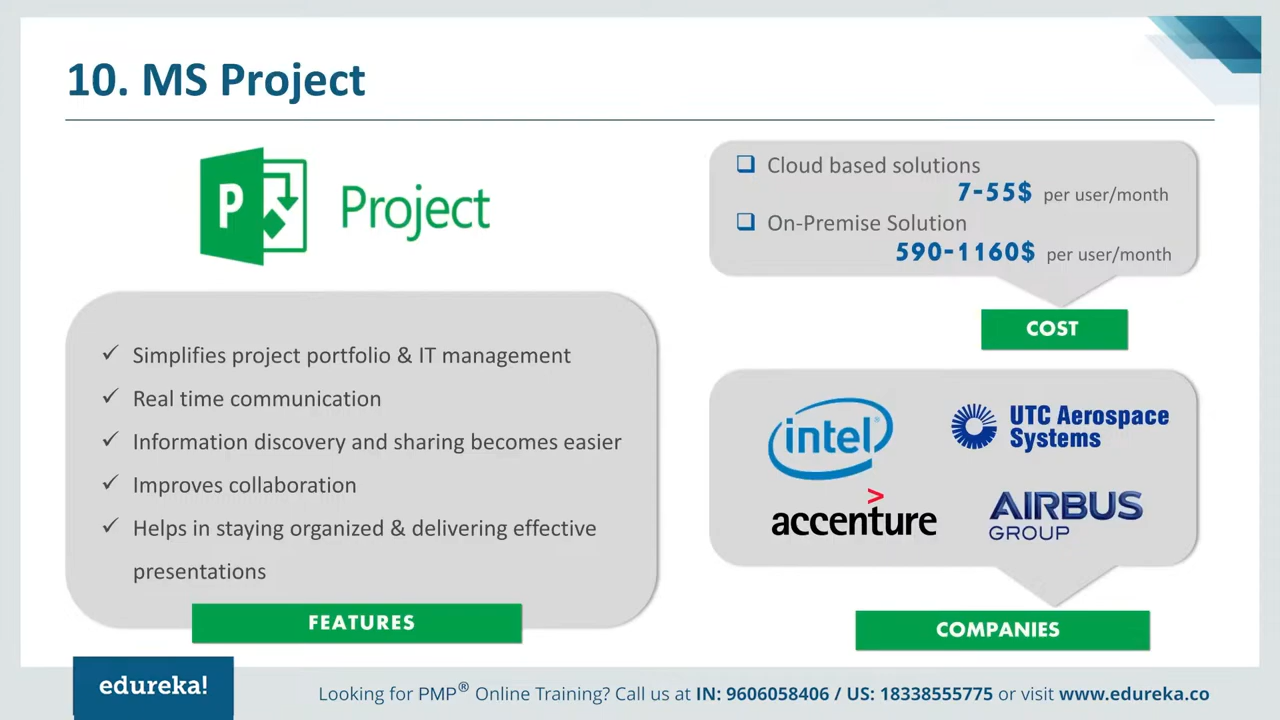 10. MS Project
P
Project
Simplifies project portfolio & IT management
Real time communication
Information discovery and sharing becomes easier
Improves collaboration
Helps in staying organized & delivering effective
presentations
FEATURES
Cloud based solutions
7-55$ per user/month
On-Premise Solution
590-1160$ per user/month
COST
intel
UTC Aerospace
Systems
accenture
AIRBUS
GROUP
COMPANIES
edureka!
Looking for PMP® Online Training? Call us at IN: 9606058406 / US: 18338555775 or visit www.edureka.co